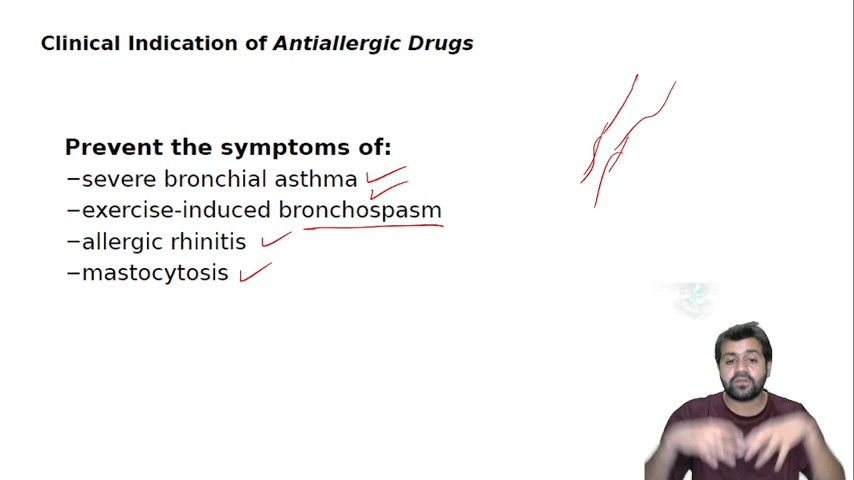 Clinical Indication of Antiallergic Drugs
Prevent the symptoms of:
−severe bronchial asthma
−exercise-induced bronchospasm
−allergic rhinitis
−mastocytosis